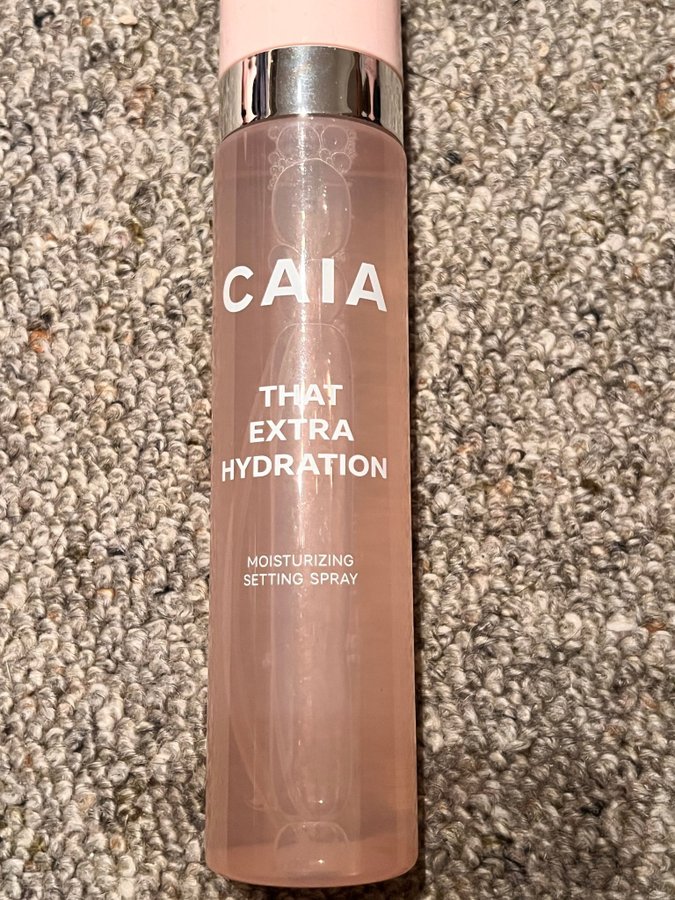 CAIA
THAT
EXTRA
HYDRATION
MOISTURIZING
SETTING SPRAY